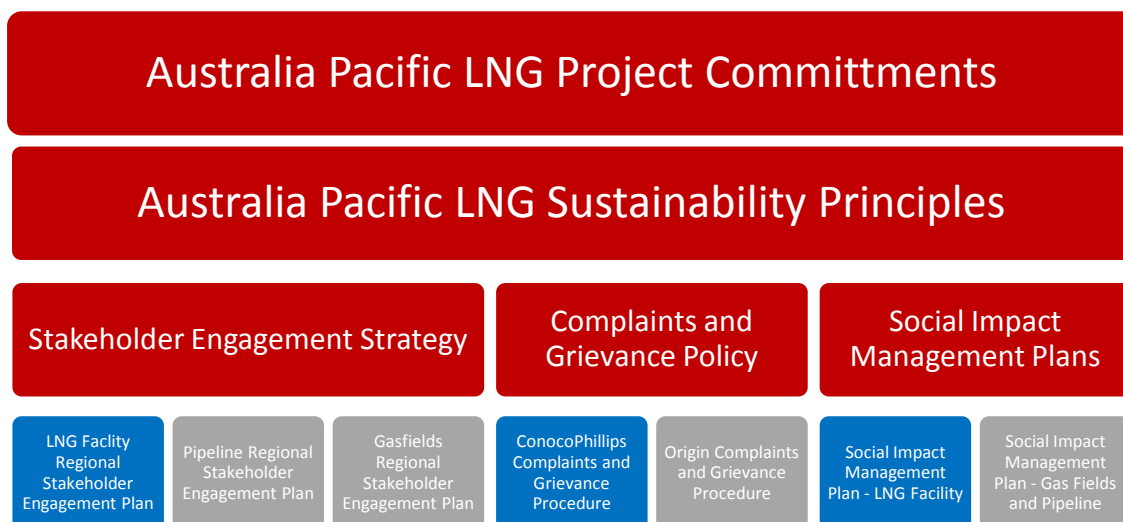 Australia Pacific LNG Project Committments
Australia Pacific LNG Sustainability Principles
Stakeholder Engagement Strategy
Complaints and
Grievance Policy
Social Impact
Management Plans
LNG Facllty
Regional
Stakeholder
Engagement Plan
Pipeline Regional
Stakeholder
Engagement Plan
Gasfields
Regional
Stakeholder
Engagement Plan
ConocoPhillips
Complaints and
Grievance
Procedure
Origin Complaints
and Grievance
Procedure
Social Impact
Management
Plan - LNG Facility
Social Impact
Management
Plan - Gas Fields
and Pipeline